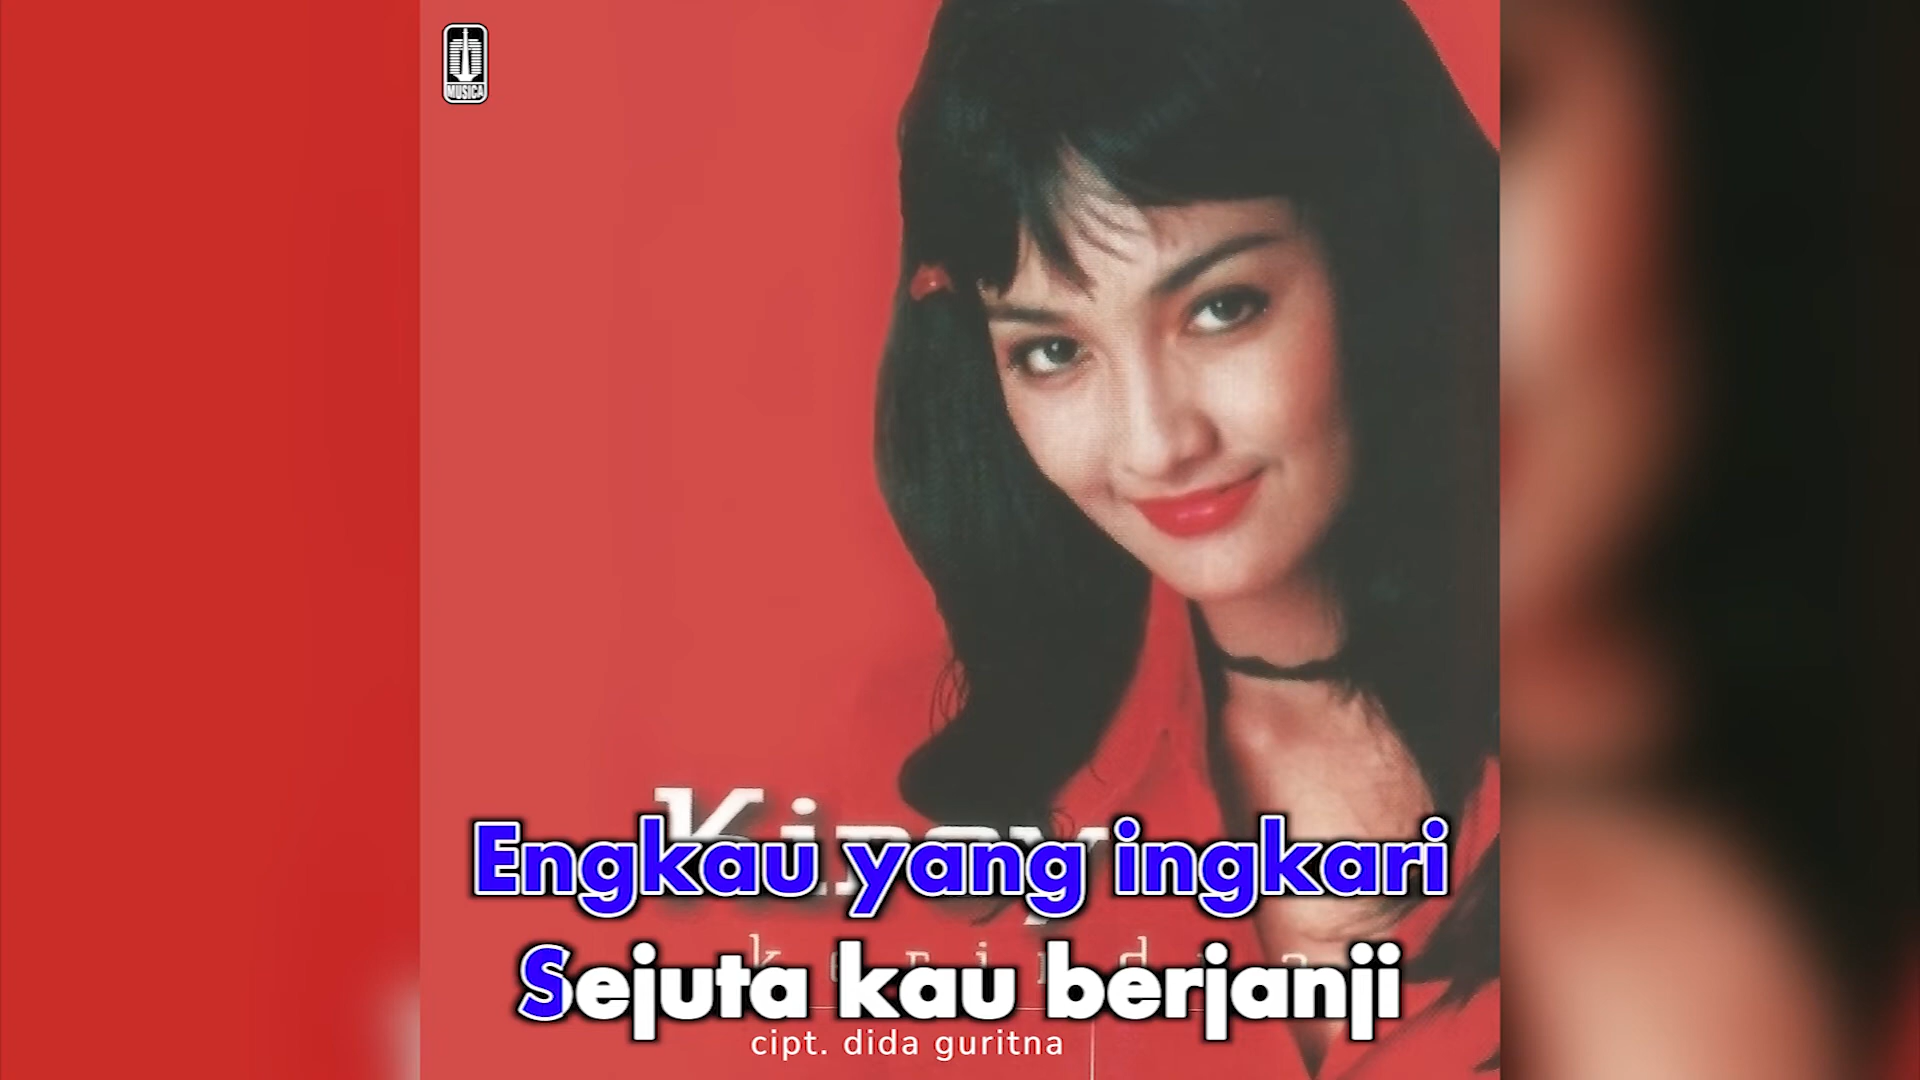 MUSICA
Engkau yang ingkari
Sejuta kau berjanji
cipt. dida guritna